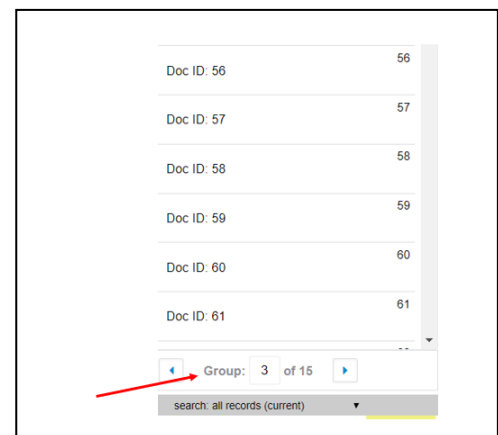 56
Doc ID: 56
57
Doc ID: 57
58
Doc ID: 58
59
Doc ID: 59
60
Doc ID: 60
61
Doc ID: 61
Group: 3 of 15
search: all records (current)